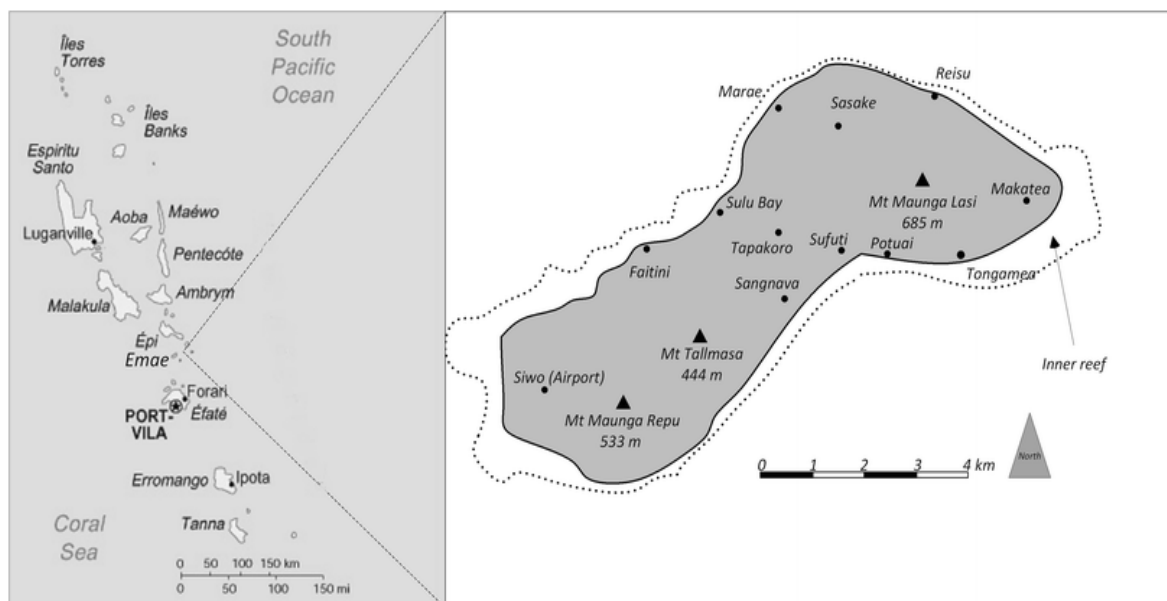 Îles
Torres
South
Pacific
Ocean
Îles
Banks
Espiritu
Santo
Luganville
Aoba
Maéwo
Pentecôte
Malakula
Ambrym
Épi
Emae
Forari
PORT-
VILA
Éfaté
Erromango
Ipota
Tanna
Coral
Sea
0 50 100 150 km
0 50 100 150 mi
Reisu
Marae
Sasake
Mt Maunga Lasi
685 m
Makatea
Sulu Bay
Tapakoro
Sufuti
Potuai
Faitini
Tongamea
Sangnava
Mt Tallmasa
444 m
Inner reef
Siwo (Airport)
Mt Maunga Repu
533 m
0 1 2 3 4 km
North